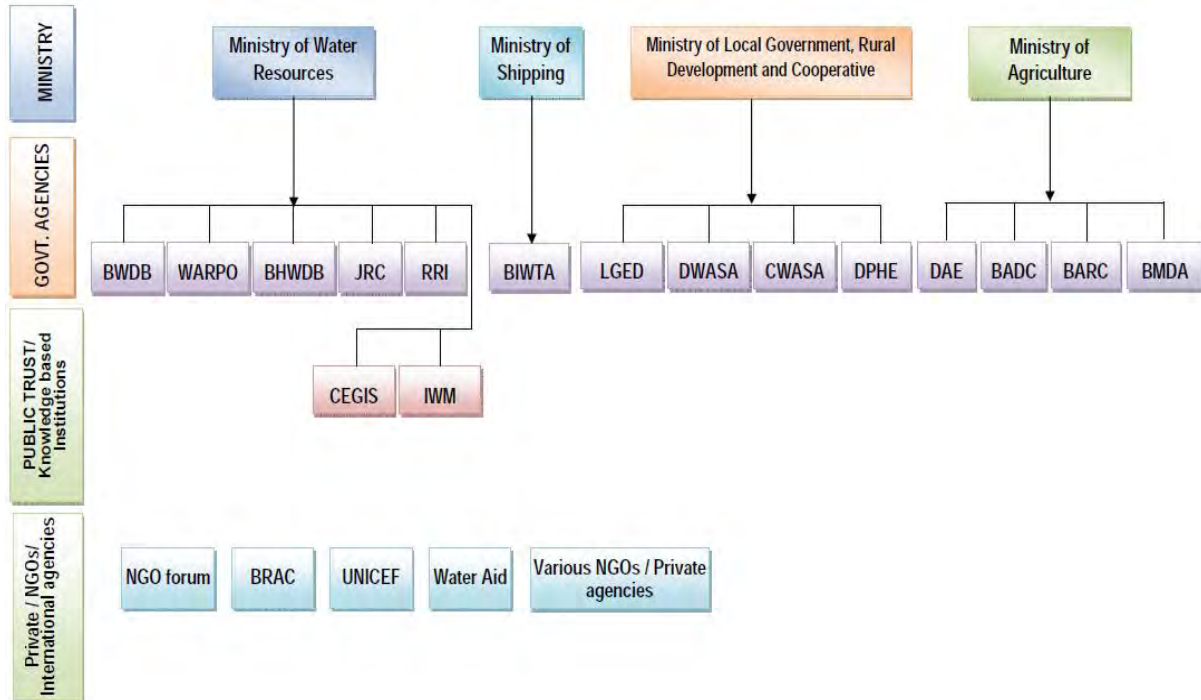 MINISTRY
Ministry of Water
Resources
Ministry of
Shipping
Ministry of Local Government, Rural
Development and Cooperative
Ministry of
Agriculture
GOVT. AGENCIES
BWDB
WARPO
BHWDB
JRC
RRI
BIWTA
LGED
DWASA
CWASA
DPHE
DAE
BADC
BARC
BMDA
PUBLIC TRUST/
Knowledge based
Institutions
CEGIS
IWM
Private / NGOs/
International agencies
NGO forum
BRAC
UNICEF
Water Aid
Various NGOs / Private
agencies